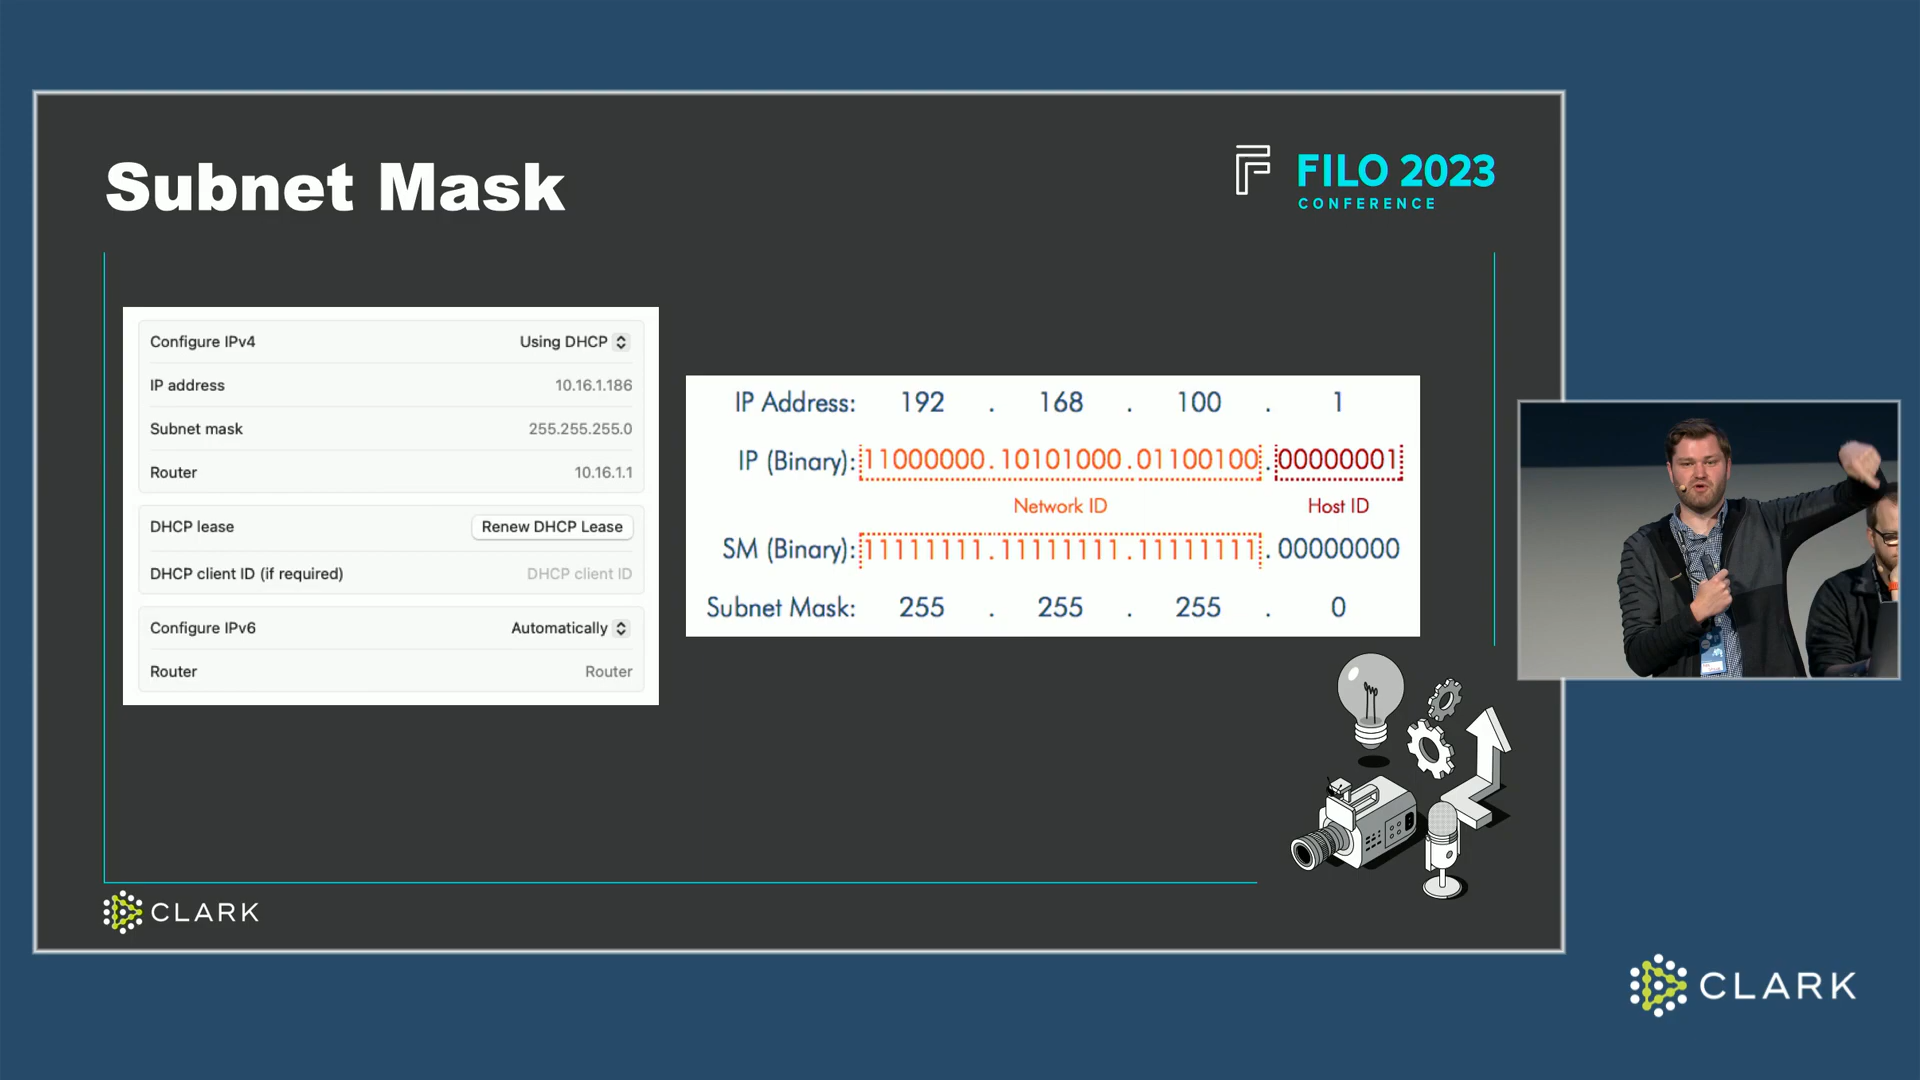 Subnet Mask
FILO 2023
CONFERENCE
Configure IPv4 Using DHCP
IP address 10.16.1.186
Subnet mask 255.255.255.0
Router 10.16.1.1
DHCP lease Renew DHCP Lease
DHCP client ID (if required) DHCP client ID
Configure IPv6 Automatically
Router Router
IP Address: 192 . 168 . 100 . 1
IP (Binary): 11000000.10101000.01100100.00000001
Network ID Host ID
SM (Binary): 11111111.11111111.11111111.00000000
Subnet Mask: 255 . 255 . 255 . 0
CLARK
CLARK